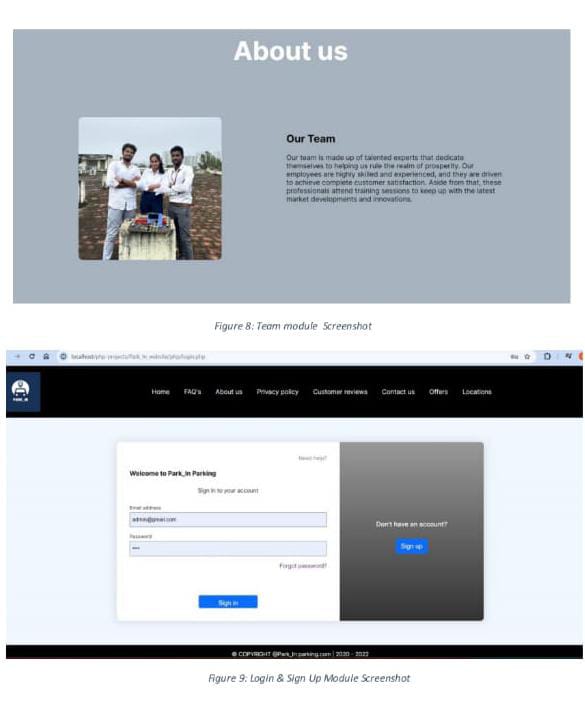 About us
Our Team
Our team is made up of talented experts that dedicate
themselves to helping us rule the realm of prosperity. Our
employees are highly skilled and experienced, and they are driven
to achieve complete customer satisfaction. Aside from that, these
professionals attend training sessions to keep up with the latest
market developments and innovations.
Figure 8: Team module Screenshot
localhost/php-projects/Park_In_website/php/login.php
PARK_IN
Home FAQ's About us Privacy policy Customer reviews Contact us Offers Locations
Need help?
Welcome to Park_In Parking
Sign in to your account
Email address
admin@gmail.com
Password
Forgot password?
Sign in
Don't have an account?
Sign up
© COPYRIGHT @Park_In parking.com | 2020 - 2022
Figure 9: Login & Sign Up Module Screenshot